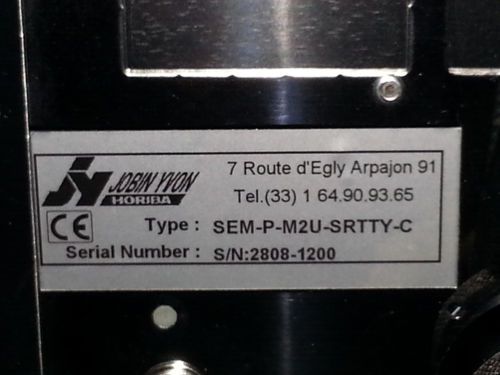 JY JOBIN YVON
HORIBA
7 Route d'Egly Arpajon 91
Tel.(33) 1 64.90.93.65
CE
Type : SEM-P-M2U-SRTTY-C
Serial Number : S/N:2808-1200